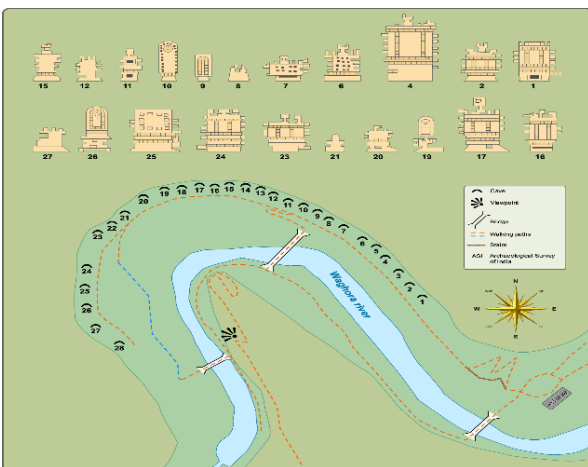 15 12 11 10 9 8 7 6 4 2 1
27 26 25 24 23 21 20 19 17 16
20 19 18 17 16 15 14 13 12 11 10 9 8 7 6 5 4 3 2 1
21
22
23
24
25
26
27
28
Waghora river
Cave
Viewpoint
Bridge
Walking paths
Stairs
ASI Archaeological Survey
of India
N
W E
S